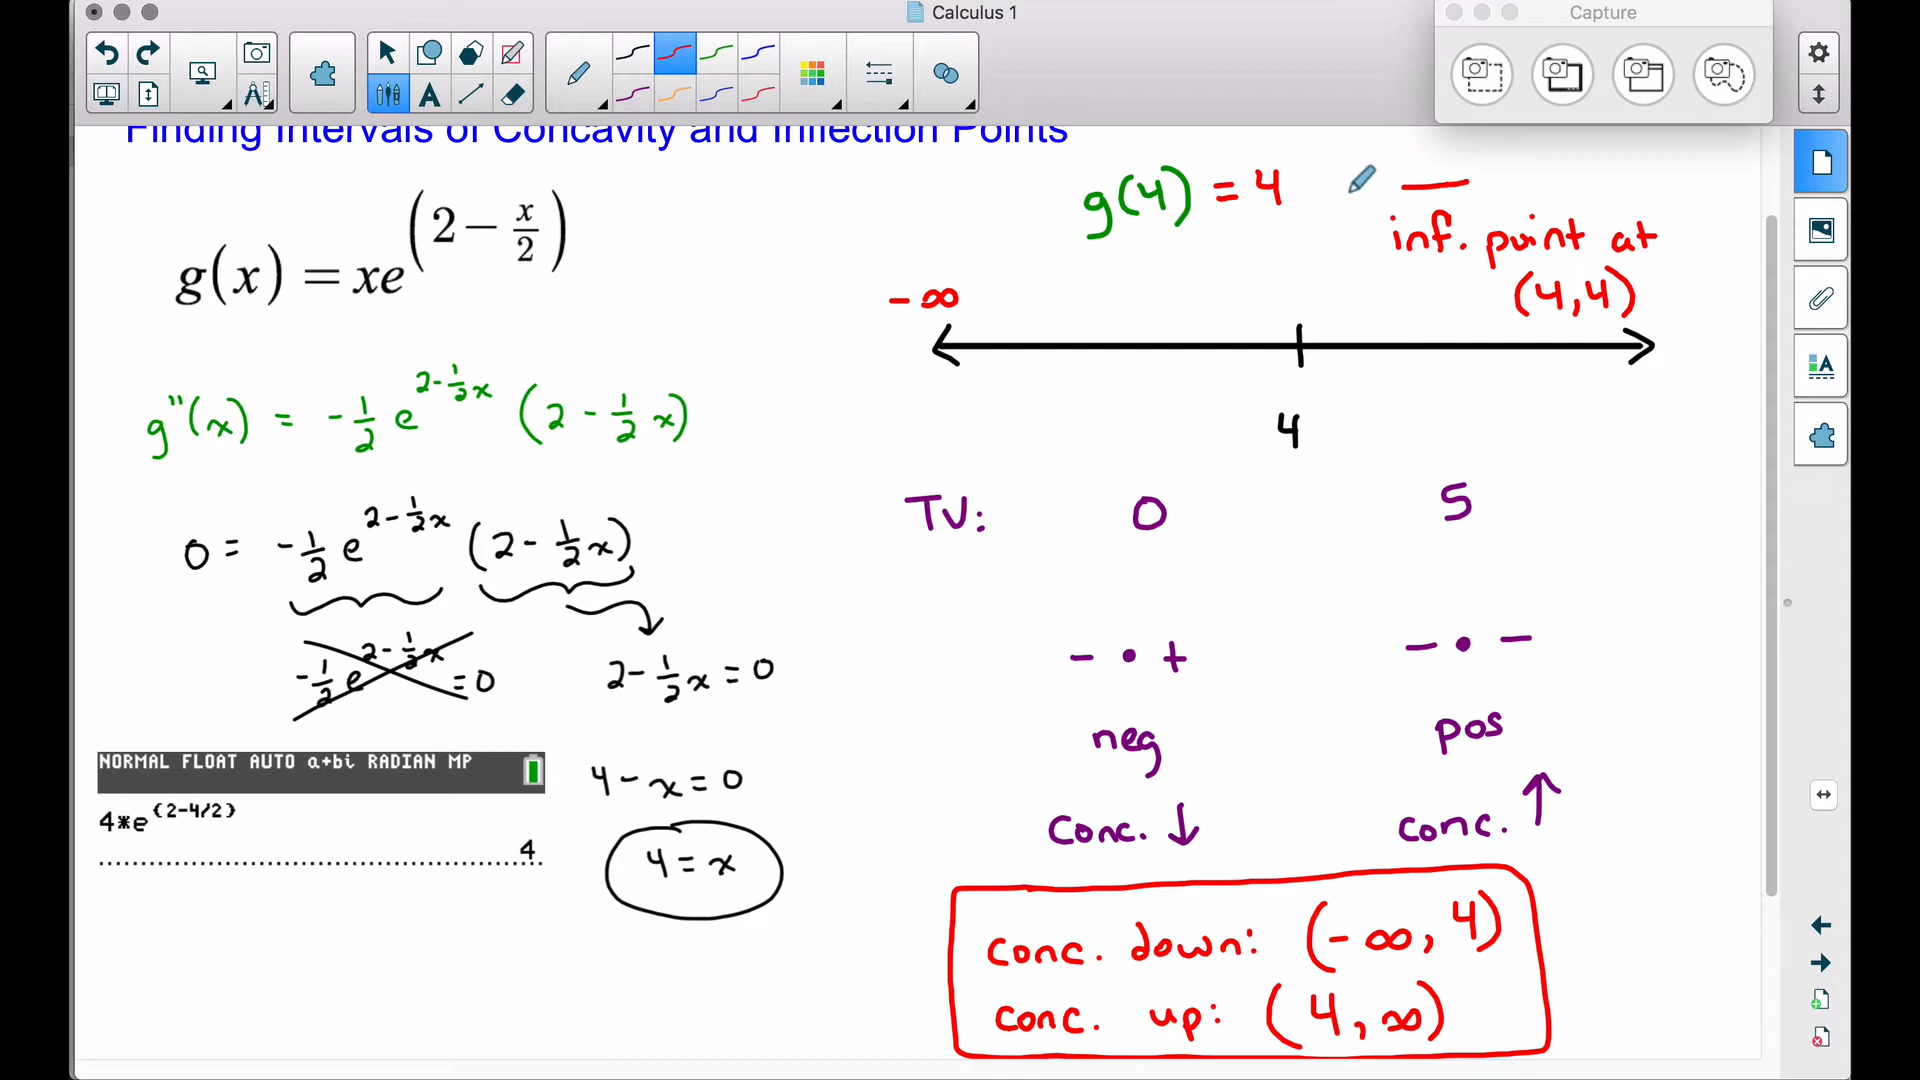 Calculus 1
Capture
Finding Intervals of Concavity and Inflection Points
g(x) = xe^(2 − x/2)
g''(x) = -1/2 e^2-1/2x (2 - 1/2 x)
0 = -1/2 e^2-1/2x (2 - 1/2 x)
-1/2 e^2-1/2x = 0
2 - 1/2 x = 0
4 - x = 0
4 = x
NORMAL FLOAT AUTO a+bi RADIAN MP
4*e^(2-4/2)
4
g(4) = 4
inf. point at
(4,4)
-∞
4
TV: 0 5
- • + - • -
neg pos
conc. ↓ conc. ↑
conc. down: (-∞, 4)
conc. up: (4, ∞)